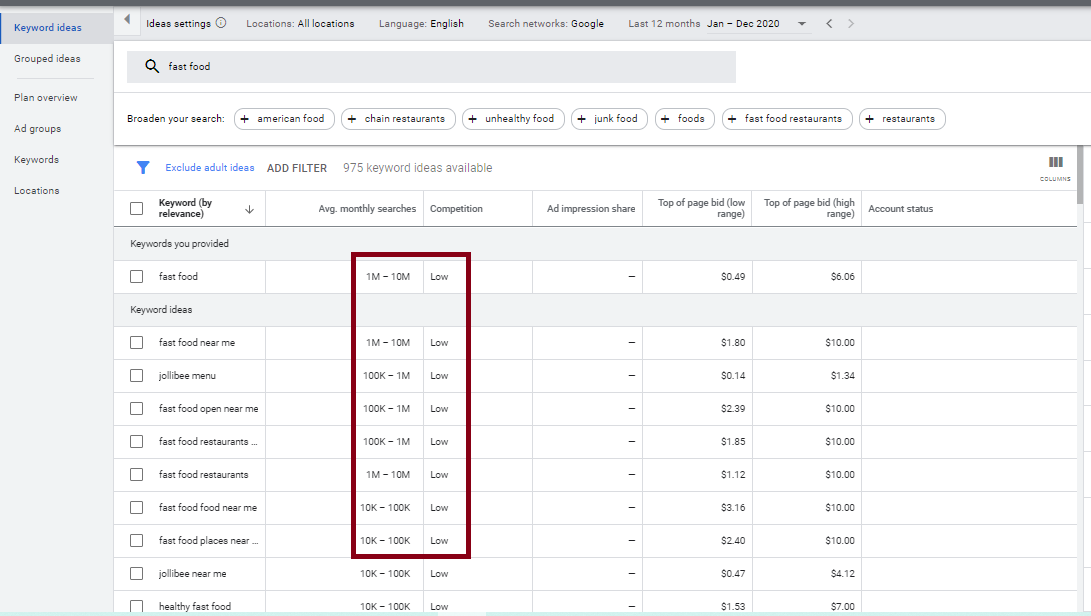 Keyword ideas
Grouped ideas
Plan overview
Ad groups
Keywords
Locations
Ideas settings Locations: All locations Language: English Search networks: Google Last 12 months Jan – Dec 2020
fast food
Broaden your search: + american food + chain restaurants + unhealthy food + junk food + foods + fast food restaurants + restaurants
Exclude adult ideas ADD FILTER 975 keyword ideas available
COLUMNS
Keyword (by relevance) Avg. monthly searches Competition Ad impression share Top of page bid (low range) Top of page bid (high range) Account status
Keywords you provided
fast food 1M – 10M Low – $0.49 $6.06
Keyword ideas
fast food near me 1M – 10M Low – $1.80 $10.00
jollibee menu 100K – 1M Low – $0.14 $1.34
fast food open near me 100K – 1M Low – $2.39 $10.00
fast food restaurants ... 100K – 1M Low – $1.85 $10.00
fast food restaurants 1M – 10M Low – $1.12 $10.00
fast food food near me 10K – 100K Low – $3.16 $10.00
fast food places near ... 10K – 100K Low – $2.40 $10.00
jollibee near me 10K – 100K Low – $0.47 $4.12
healthy fast food 10K – 100K Low – $1.53 $7.00